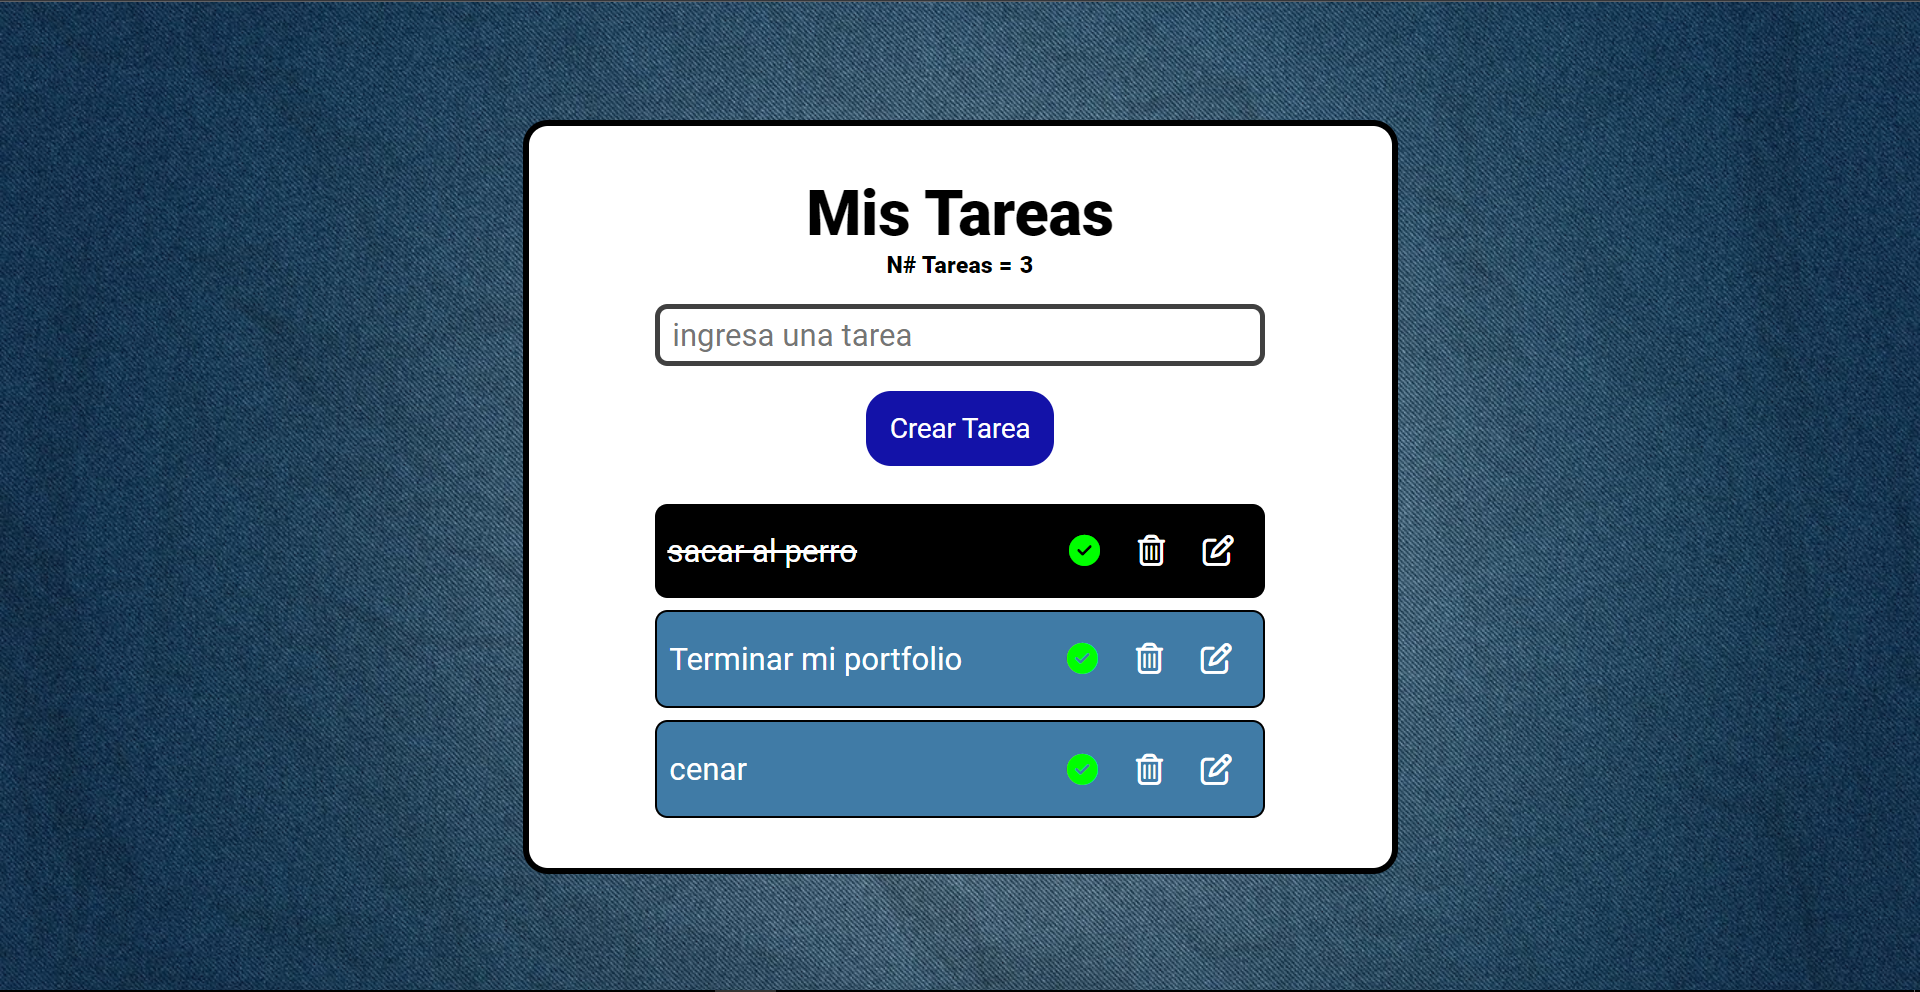 Mis Tareas
N# Tareas = 3
ingresa una tarea
Crear Tarea
sacar al perro
Terminar mi portfolio
cenar